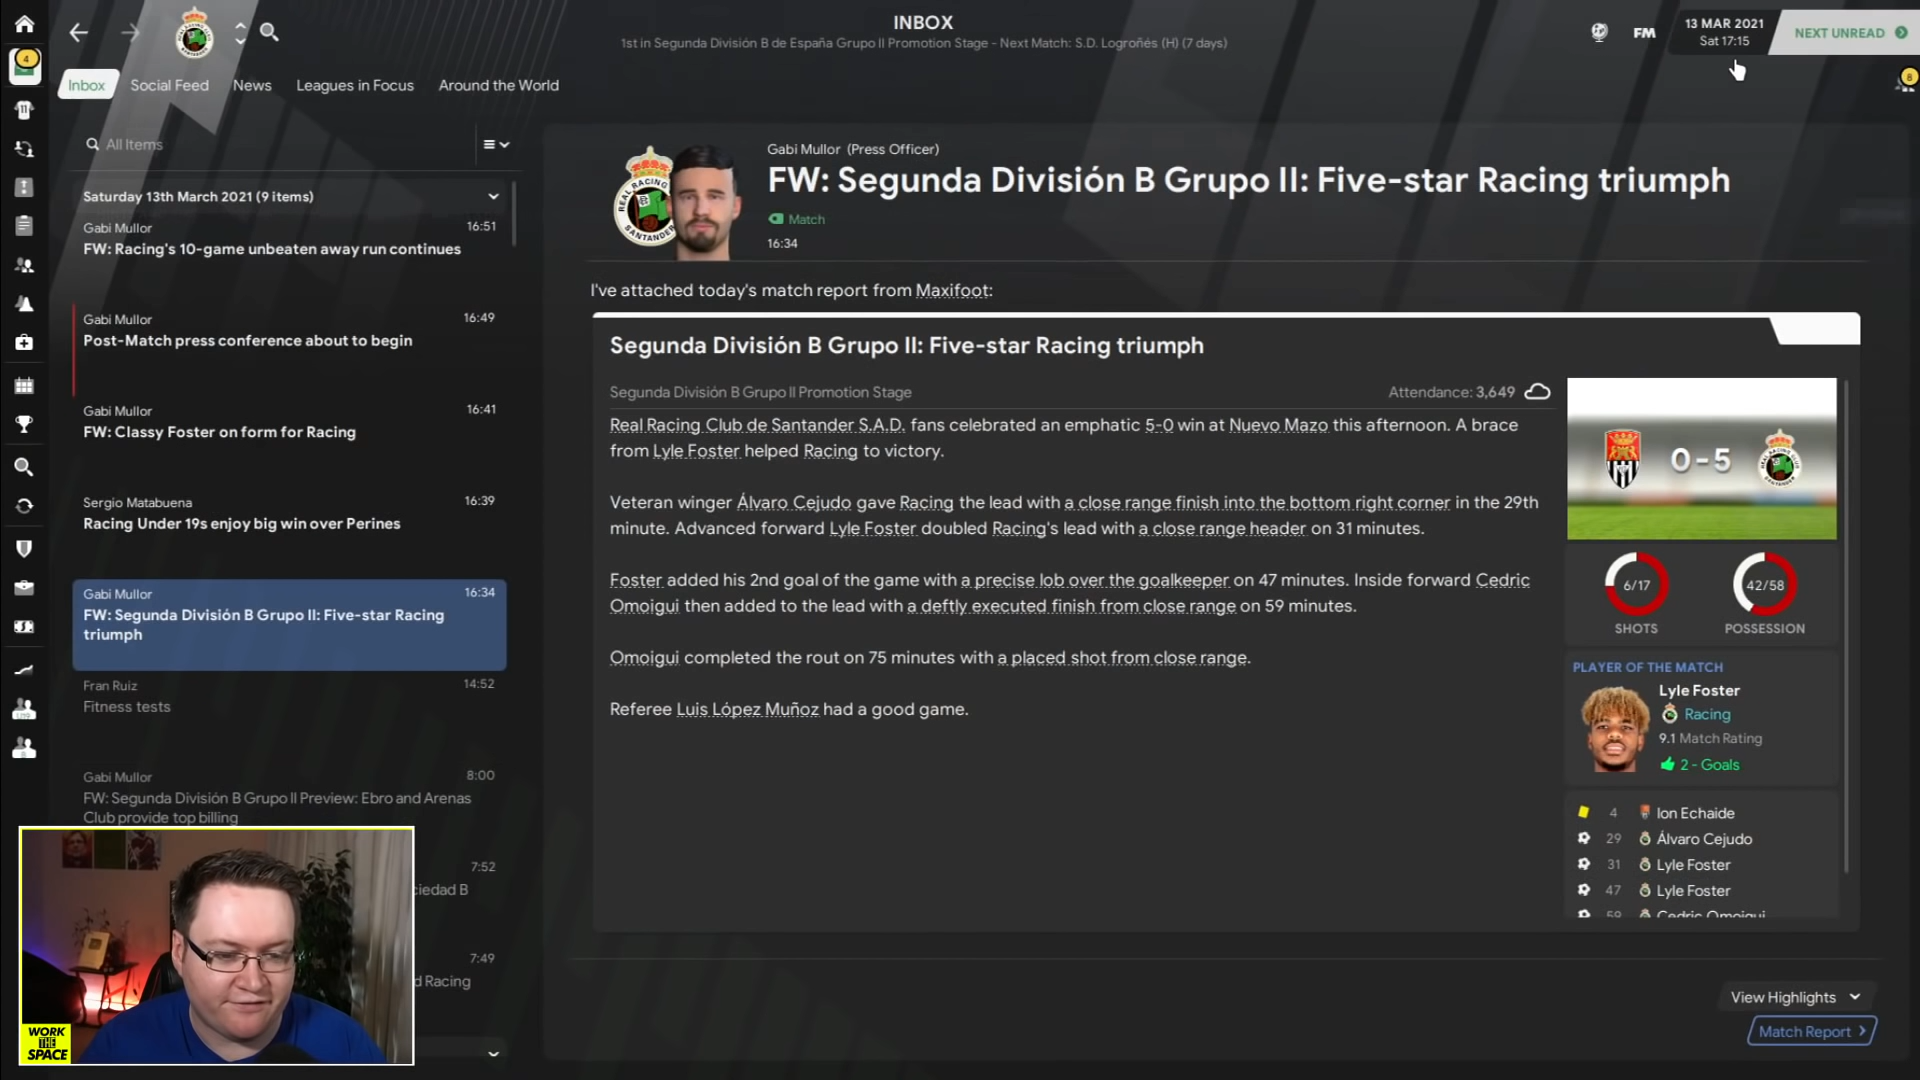 INBOX
1st in Segunda División B de España Grupo II Promotion Stage - Next Match: S.D. Logroñés (H) (7 days)
FM
13 MAR 2021
Sat 17:15
NEXT UNREAD
4
8
Inbox
Social Feed
News
Leagues in Focus
Around the World
All Items
Saturday 13th March 2021 (9 items)
Gabi Mullor
16:51
FW: Racing's 10-game unbeaten away run continues
Gabi Mullor
16:49
Post-Match press conference about to begin
Gabi Mullor
16:41
FW: Classy Foster on form for Racing
Sergio Matabuena
16:39
Racing Under 19s enjoy big win over Perines
Gabi Mullor
16:34
FW: Segunda División B Grupo II: Five-star Racing
triumph
Fran Ruiz
14:52
Fitness tests
Gabi Mullor
8:00
FW: Segunda División B Grupo II Preview: Ebro and Arenas
Club provide top billing
7:52
ciedad B
7:49
d Racing
WORK
THE
SPACE
Gabi Mullor (Press Officer)
FW: Segunda División B Grupo II: Five-star Racing triumph
Match
16:34
I've attached today's match report from Maxifoot:
Segunda División B Grupo II: Five-star Racing triumph
Segunda División B Grupo II Promotion Stage
Attendance: 3,649
Real Racing Club de Santander S.A.D. fans celebrated an emphatic 5-0 win at Nuevo Mazo this afternoon. A brace
from Lyle Foster helped Racing to victory.
Veteran winger Álvaro Cejudo gave Racing the lead with a close range finish into the bottom right corner in the 29th
minute. Advanced forward Lyle Foster doubled Racing's lead with a close range header on 31 minutes.
Foster added his 2nd goal of the game with a precise lob over the goalkeeper on 47 minutes. Inside forward Cedric
Omoigui then added to the lead with a deftly executed finish from close range on 59 minutes.
Omoigui completed the rout on 75 minutes with a placed shot from close range.
Referee Luis López Muñoz had a good game.
0-5
6/17
SHOTS
42/58
POSSESSION
PLAYER OF THE MATCH
Lyle Foster
Racing
9.1 Match Rating
2 - Goals
4 Ion Echaide
29 Álvaro Cejudo
31 Lyle Foster
47 Lyle Foster
59 Cedric Omoigui
View Highlights
Match Report